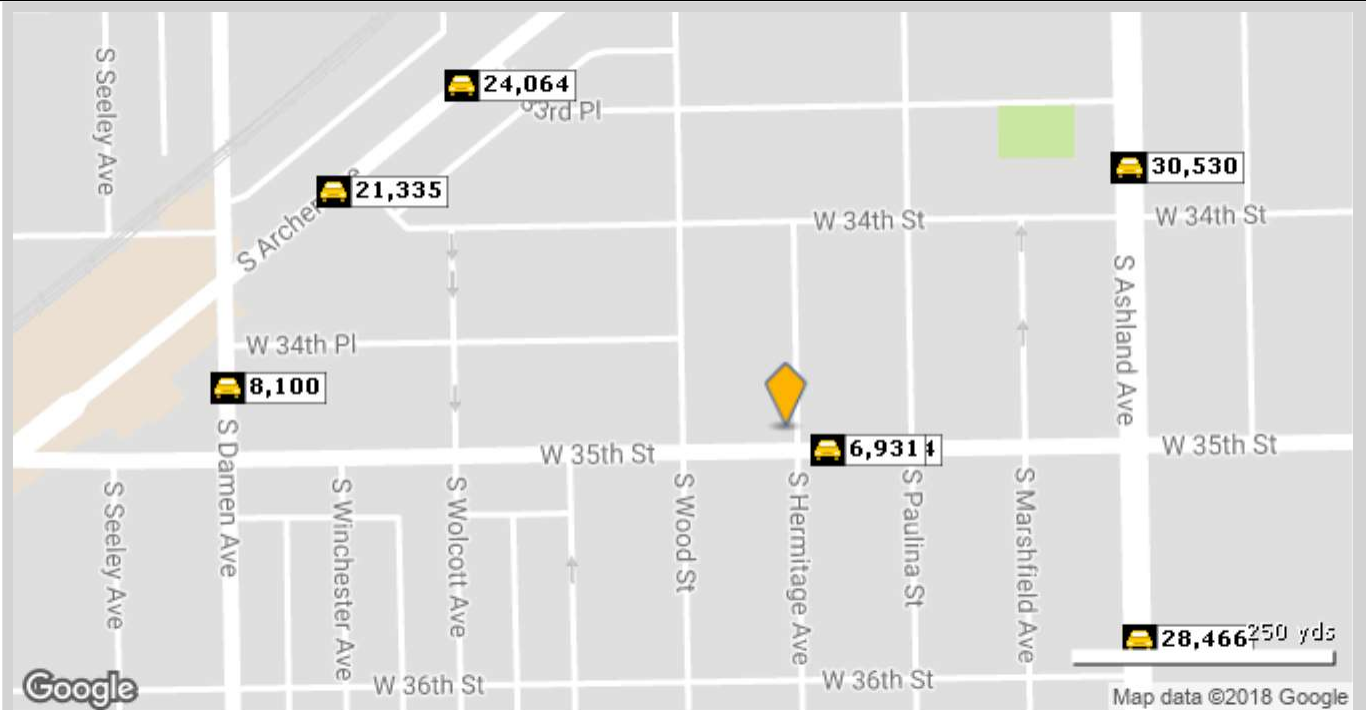 24,064
3rd Pl
S Seeley Ave
30,530
21,335
W 34th St
W 34th St
S Archer
S Ashland Ave
W 34th Pl
8,100
6,931
W 35th St
W 35th St
S Damen Ave
S Seeley Ave
S Winchester Ave
S Wolcott Ave
S Wood St
S Hermitage Ave
S Paulina St
S Marshfield Ave
28,466
250 yds
W 36th St
W 36th St
Google
Map data ©2018 Google